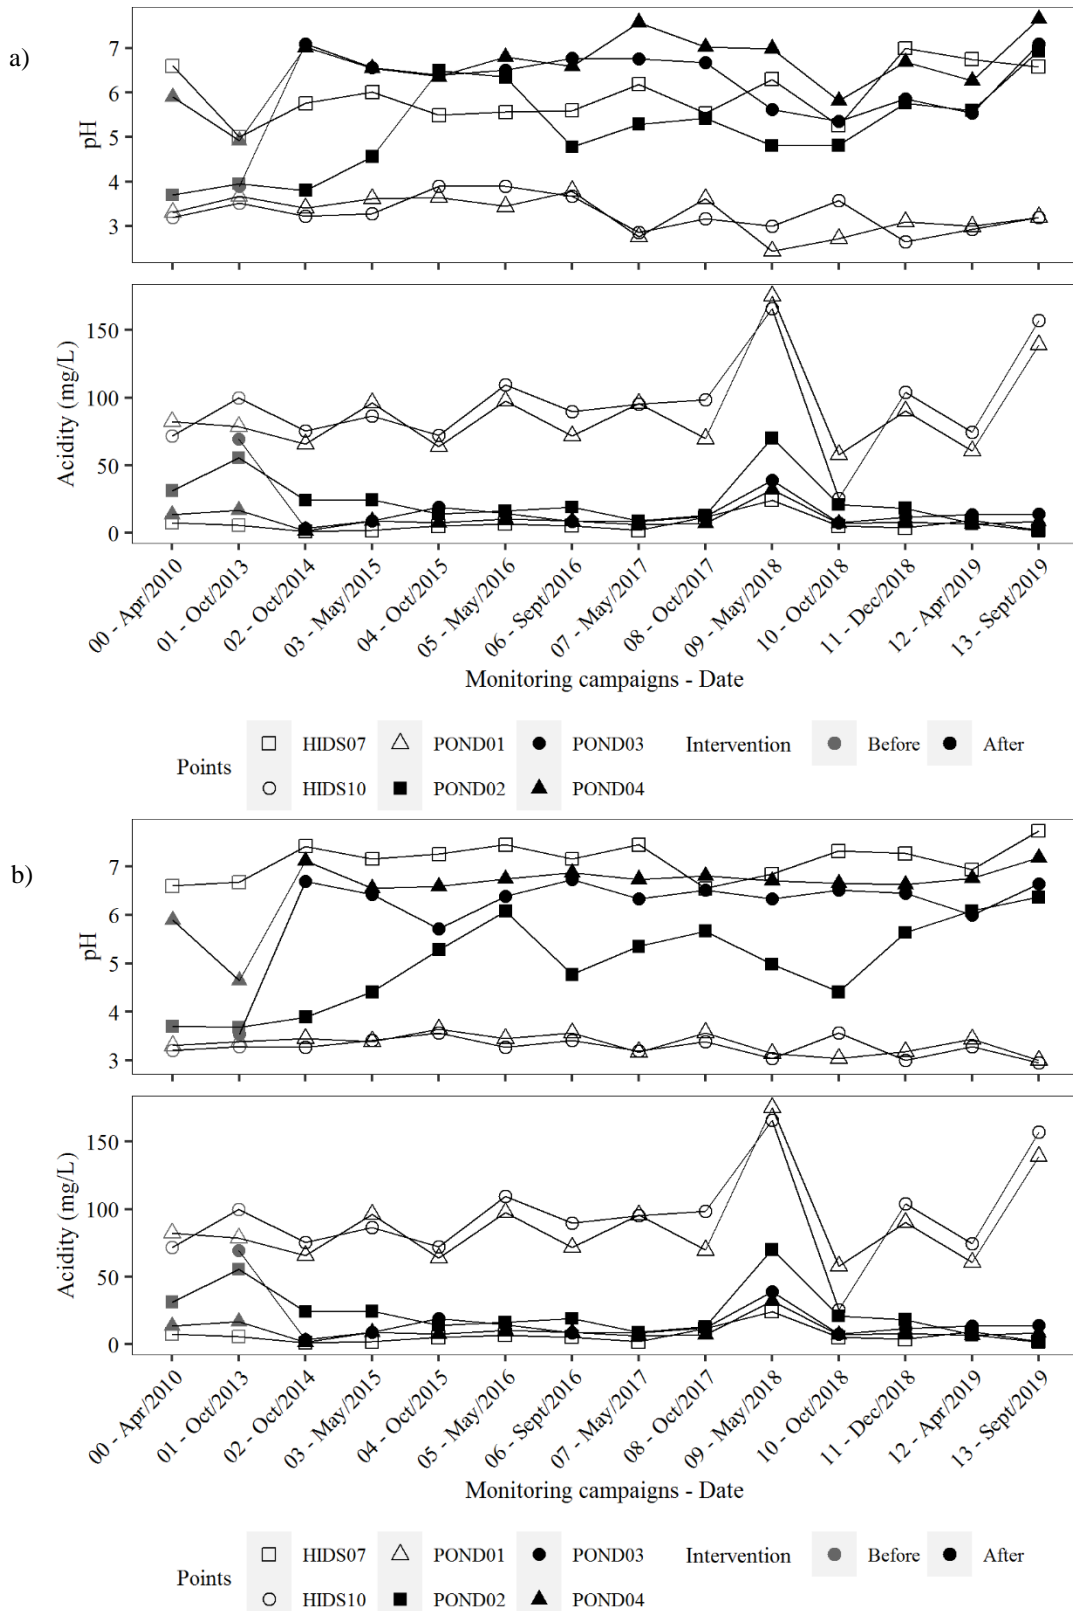 a)
pH
7
6
5
4
3
Acidity (mg/L)
150
100
50
0
00 - Apr/2010
01 - Oct/2013
02 - Oct/2014
03 - May/2015
04 - Oct/2015
05 - May/2016
06 - Sept/2016
07 - May/2017
08 - Oct/2017
09 - May/2018
10 - Oct/2018
11 - Dec/2018
12 - Apr/2019
13 - Sept/2019
Monitoring campaigns - Date
Points
HIDS07
POND01
POND03
HIDS10
POND02
POND04
Intervention
Before
After
b)
pH
7
6
5
4
3
Acidity (mg/L)
150
100
50
0
00 - Apr/2010
01 - Oct/2013
02 - Oct/2014
03 - May/2015
04 - Oct/2015
05 - May/2016
06 - Sept/2016
07 - May/2017
08 - Oct/2017
09 - May/2018
10 - Oct/2018
11 - Dec/2018
12 - Apr/2019
13 - Sept/2019
Monitoring campaigns - Date
Points
HIDS07
POND01
POND03
HIDS10
POND02
POND04
Intervention
Before
After